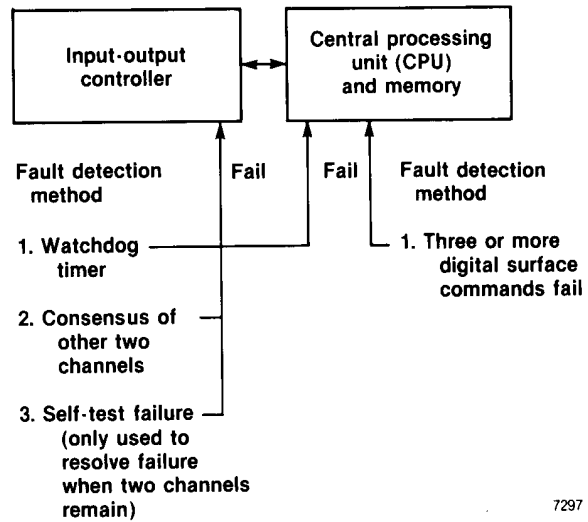 Input-output
controller
Central processing
unit (CPU)
and memory
Fault detection
method
Fail
Fail
Fault detection
method
1. Watchdog
timer
1. Three or more
digital surface
commands fail
2. Consensus of
other two
channels
3. Self-test failure
(only used to
resolve failure
when two channels
remain)
7297